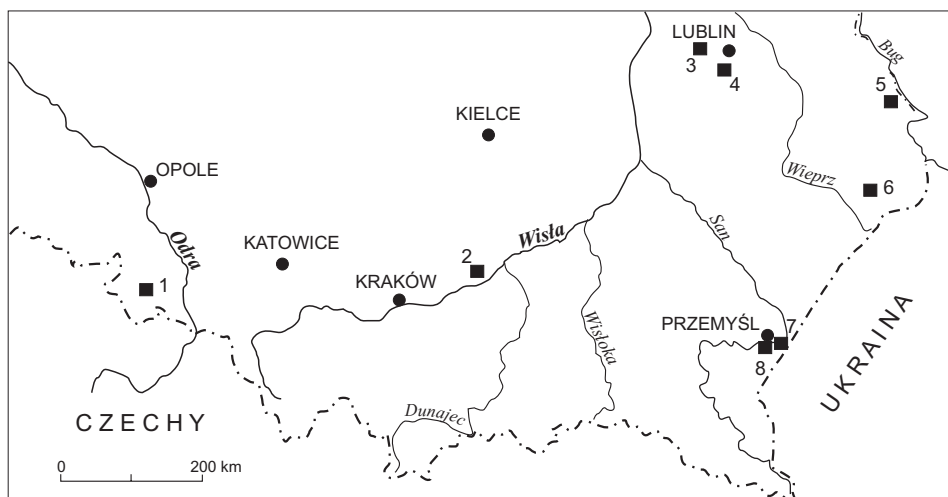 LUBLIN
3
4
Bug
5
KIELCE
OPOLE
Wieprz
6
Odra
KATOWICE
Wisła
2
San
1
KRAKÓW
PRZEMYŚL
7
8
Wisłoka
UKRAINA
Dunajec
CZECHY
0
200 km